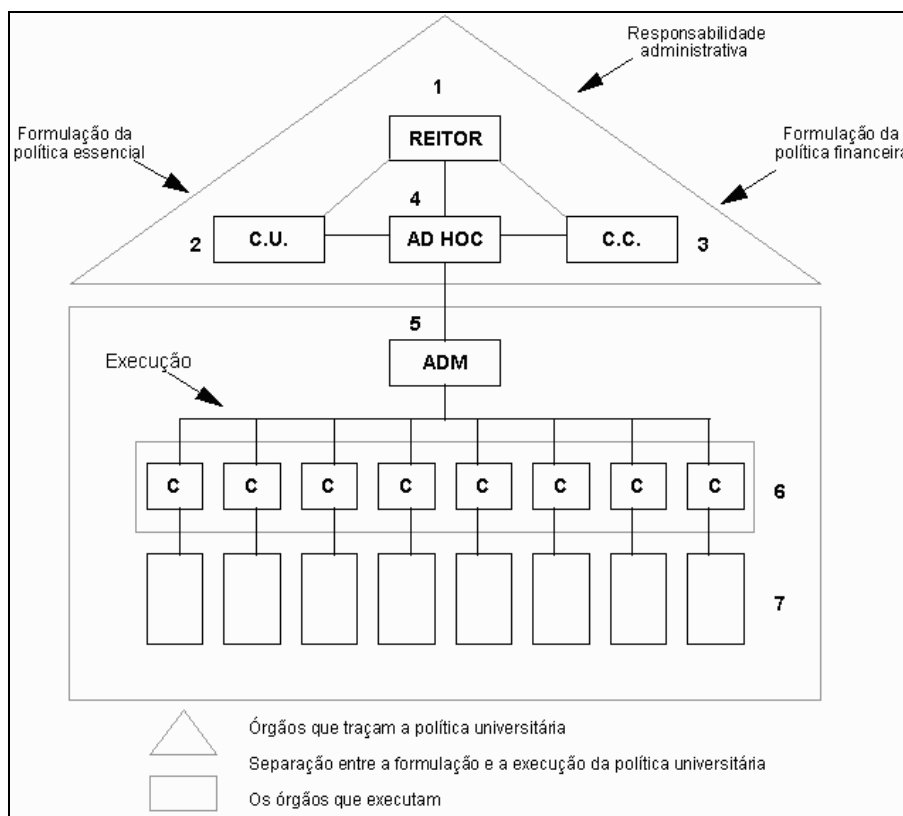 Responsabilidade
administrativa
1
Formulação da
política essencial
REITOR
Formulação da
política financeira
4
2
C.U.
AD HOC
C.C.
3
5
ADM
Execução
C C C C C C C C
6
7
Órgãos que traçam a política universitária
Separação entre a formulação e a execução da política universitária
Os órgãos que executam